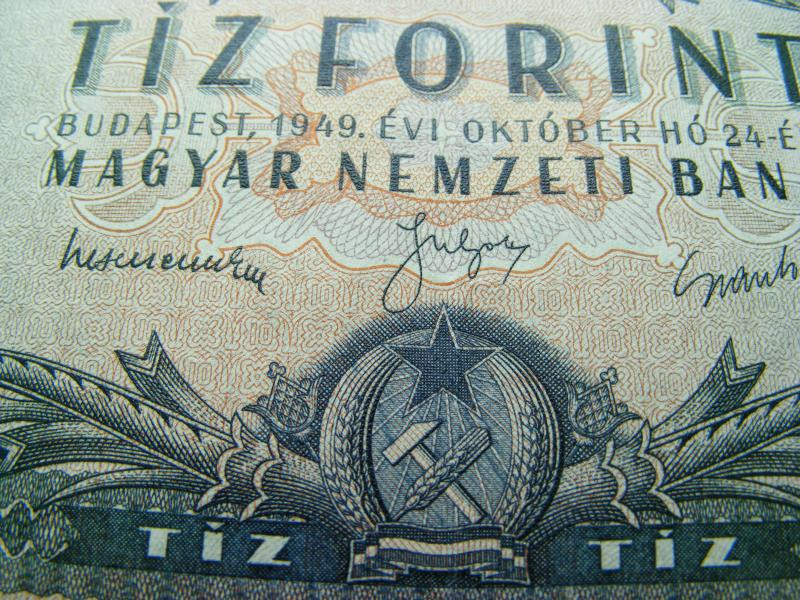 TÍZ FORINT
BUDAPEST, 1949. ÉVI OKTÓBER HÓ 24-É
MAGYAR NEMZETI BAN
TÍZ TÍZ